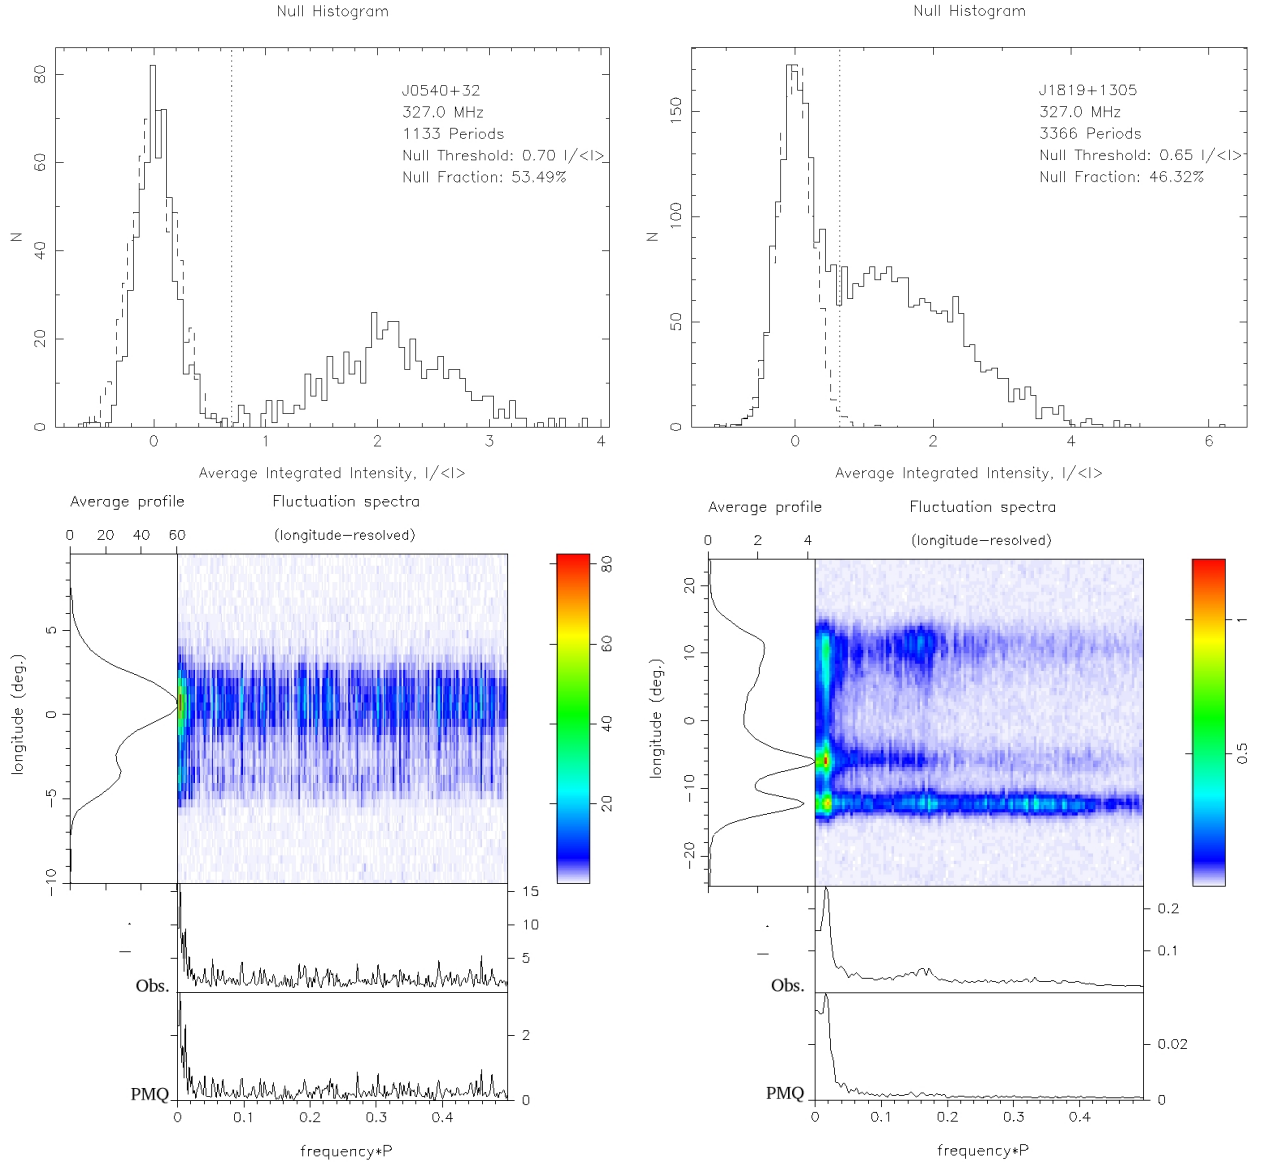 Null Histogram
J0540+32
327.0 MHz
1133 Periods
Null Threshold: 0.70 I/<I>
Null Fraction: 53.49%
N
0 20 40 60 80
0 1 2 3 4
Average Integrated Intensity, I/<I>
Null Histogram
J1819+1305
327.0 MHz
3366 Periods
Null Threshold: 0.65 I/<I>
Null Fraction: 46.32%
N
0 50 100 150
0 2 4 6
Average Integrated Intensity, I/<I>
Average profile
Fluctuation spectra
0 20 40 60
(longitude-resolved)
longitude (deg.)
-10 -5 0 5
20 40 60 80
15
10
5
Obs.
2
PMQ
0
0 0.1 0.2 0.3 0.4
frequency*P
Average profile
Fluctuation spectra
0 2 4
(longitude-resolved)
longitude (deg.)
-20 -10 0 10 20
0.5 1
0.2
0.1
Obs.
0.02
PMQ
0
0 0.1 0.2 0.3 0.4
frequency*P